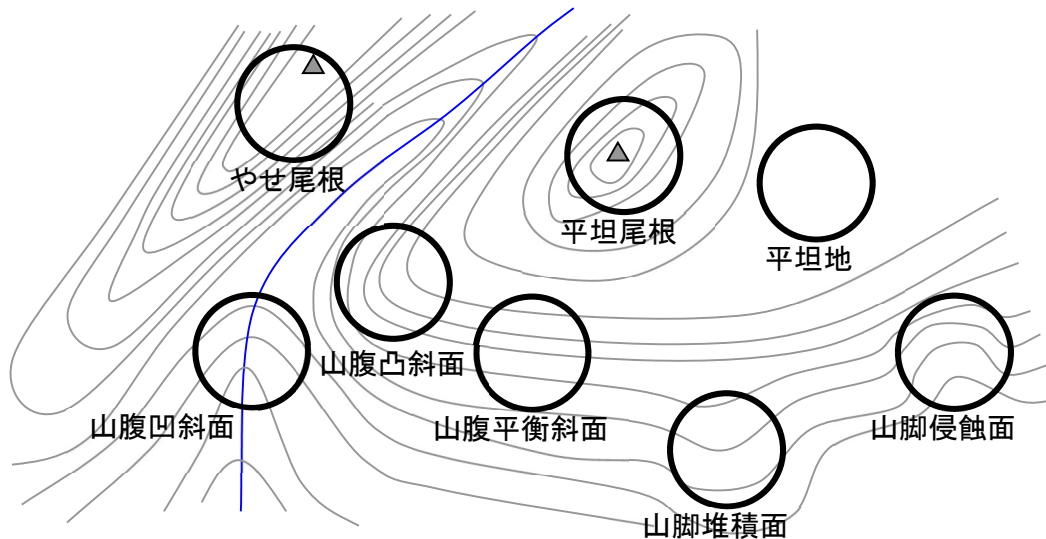 やせ尾根
平坦尾根
平坦地
山腹凸斜面
山腹凹斜面
山腹平衡斜面
山脚侵蝕面
山脚堆積面